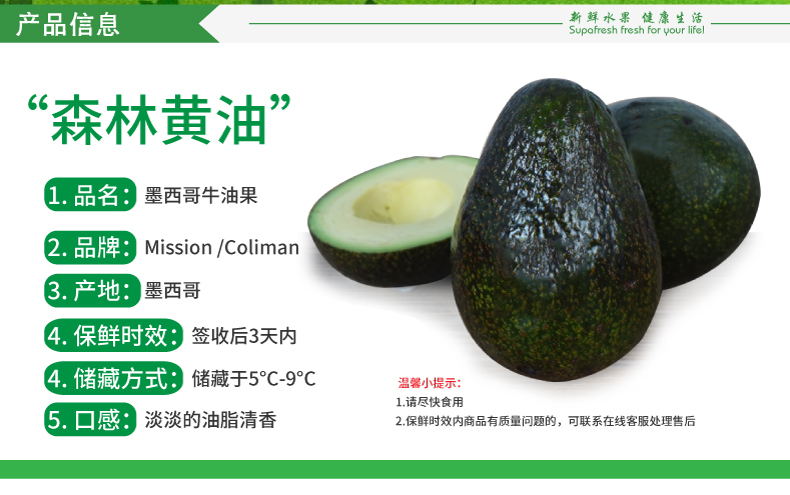 产品信息
新鲜水果 健康生活
Supafresh fresh for your life!
“森林黄油”
1. 品名：墨西哥牛油果
2. 品牌：Mission /Coliman
3. 产地：墨西哥
4. 保鲜时效：签收后3天内
4. 储藏方式：储藏于5°C-9°C
5. 口感：淡淡的油脂清香
温馨小提示：
1.请尽快食用
2.保鲜时效内商品有质量问题的，可联系在线客服处理售后